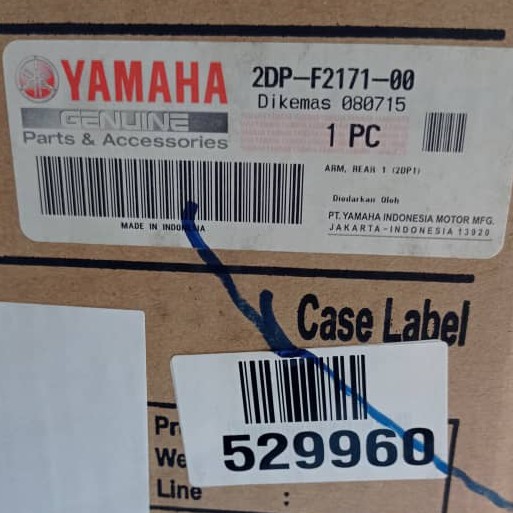 YAMAHA
2DP-F2171-00
Dikemas 080715
GENUINE
Parts & Accessories
1 PC
ARM, REAR 1 (2DP1)
Diedarkan Oleh
PT. YAMAHA INDONESIA MOTOR MFG.
JAKARTA-INDONESIA 13920
MADE IN INDONESIA
Case Label
529960
Line :